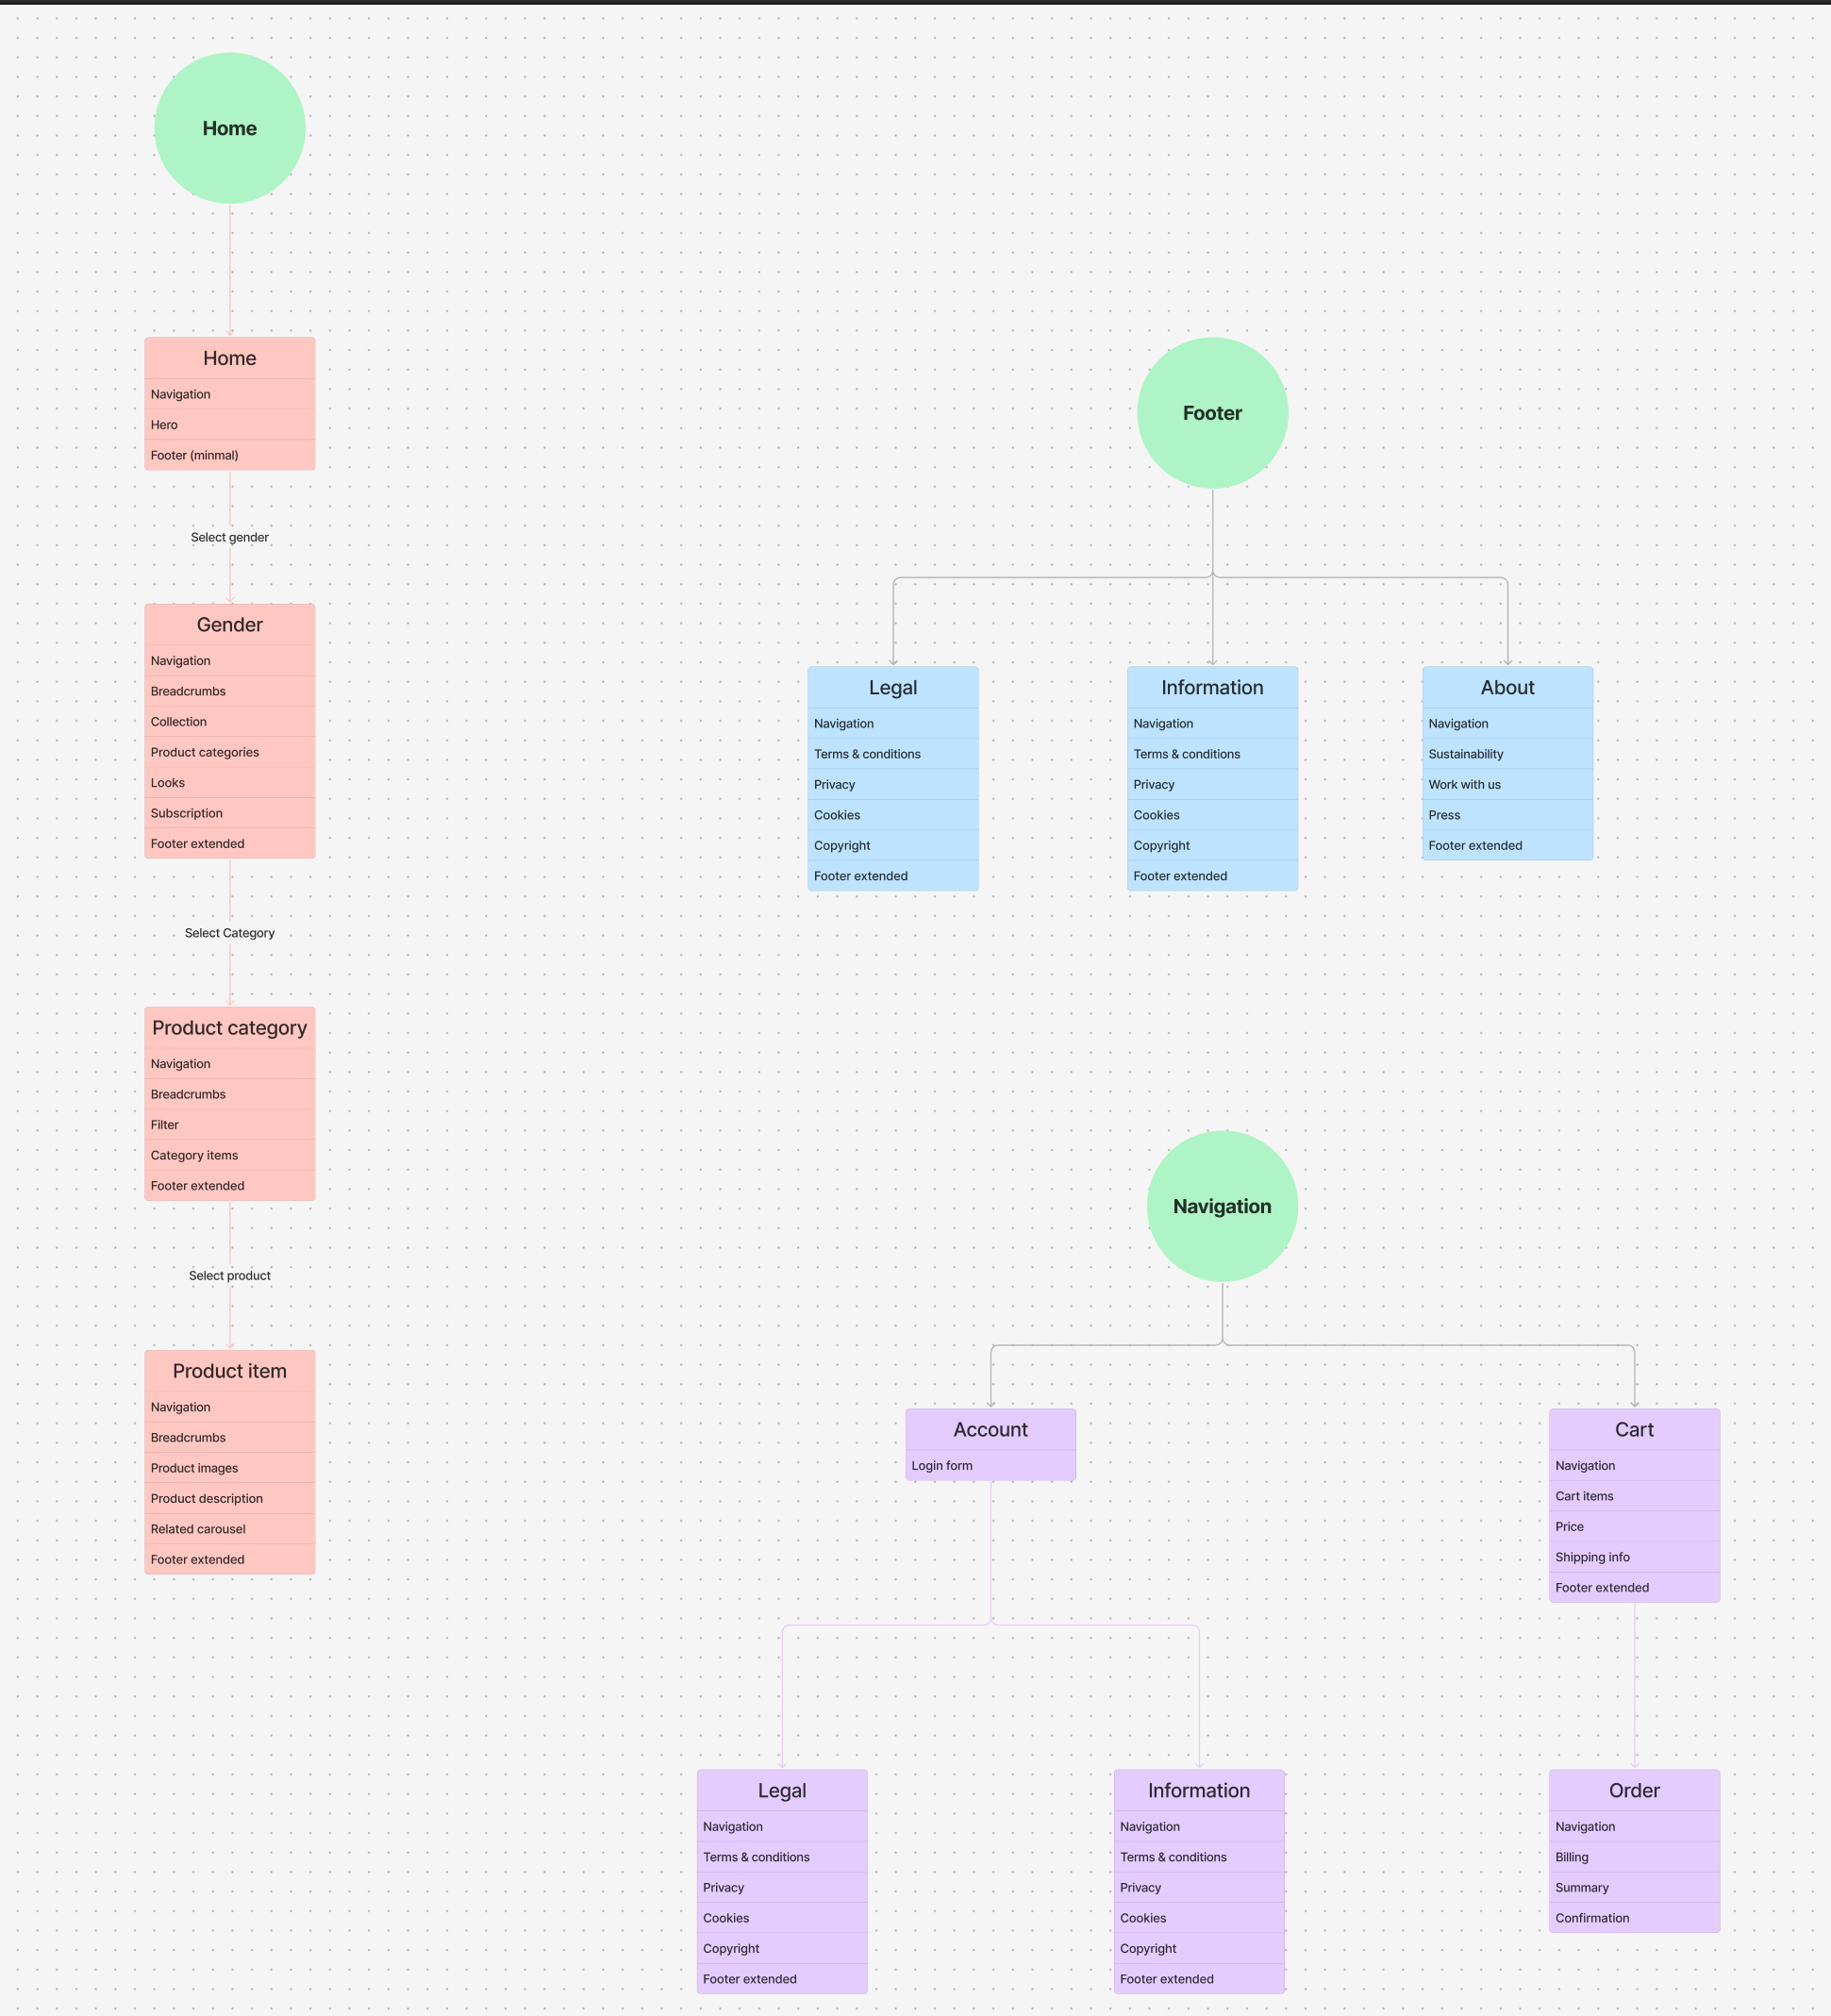 Home
Home
Navigation
Hero
Footer (minmal)
Select gender
Gender
Navigation
Breadcrumbs
Collection
Product categories
Looks
Subscription
Footer extended
Select Category
Product category
Navigation
Breadcrumbs
Filter
Category items
Footer extended
Select product
Product item
Navigation
Breadcrumbs
Product images
Product description
Related carousel
Footer extended
Footer
Legal
Navigation
Terms & conditions
Privacy
Cookies
Copyright
Footer extended
Information
Navigation
Terms & conditions
Privacy
Cookies
Copyright
Footer extended
About
Navigation
Sustainability
Work with us
Press
Footer extended
Navigation
Account
Login form
Cart
Navigation
Cart items
Price
Shipping info
Footer extended
Legal
Navigation
Terms & conditions
Privacy
Cookies
Copyright
Footer extended
Information
Navigation
Terms & conditions
Privacy
Cookies
Copyright
Footer extended
Order
Navigation
Billing
Summary
Confirmation